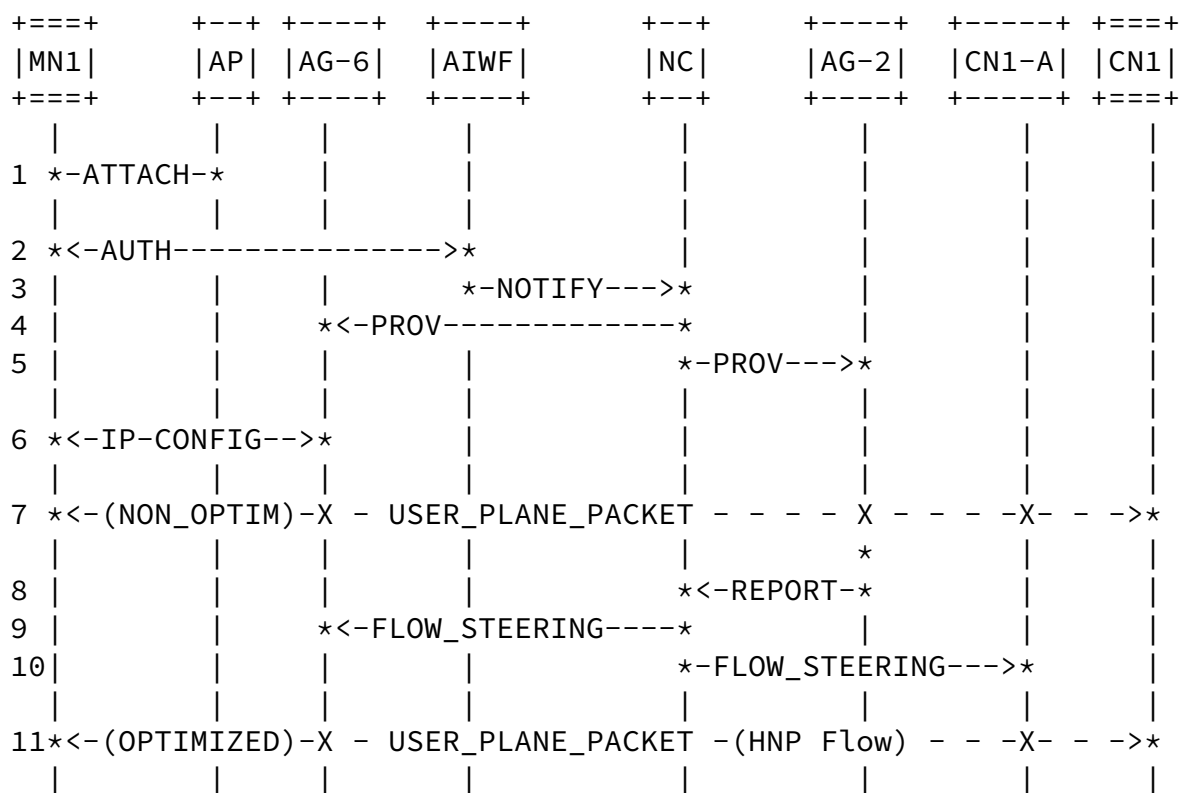 +===+      +--+ +----+  +----+       +--+      +----+  +-----+ +===+
|MN1|      |AP| |AG-6|  |AIWF|       |NC|      |AG-2|  |CN1-A| |CN1|
+===+      +--+ +----+  +----+       +--+      +----+  +-----+ +===+
  |        |     |       |           |         |        |      |
1 *-ATTACH-*     |       |           |         |        |      |
  |        |     |       |           |         |        |      |
2 *<-AUTH--------------->*           |         |        |      |
3 |        |     |       *-NOTIFY--->*         |        |      |
4 |        |     *<-PROV-------------*         |        |      |
5 |        |     |       |           *-PROV--->*        |      |
  |        |     |       |           |         |        |      |
6 *<-IP-CONFIG-->*       |           |         |        |      |
  |        |     |       |           |         |        |      |
7 *<-(NON_OPTIM)-X - USER_PLANE_PACKET - - - - X - - - -X- - ->*
  |        |     |       |           |         *        |      |
8 |        |     |       |           *<-REPORT-*        |      |
9 |        |     *<-FLOW_STEERING----*         |        |      |
10|        |     |       |           *-FLOW_STEERING--->*      |
  |        |     |       |           |         |        |      |
11*<-(OPTIMIZED)-X - USER_PLANE_PACKET -(HNP Flow) - - -X- - ->*
  |        |     |       |           |         |        |      |